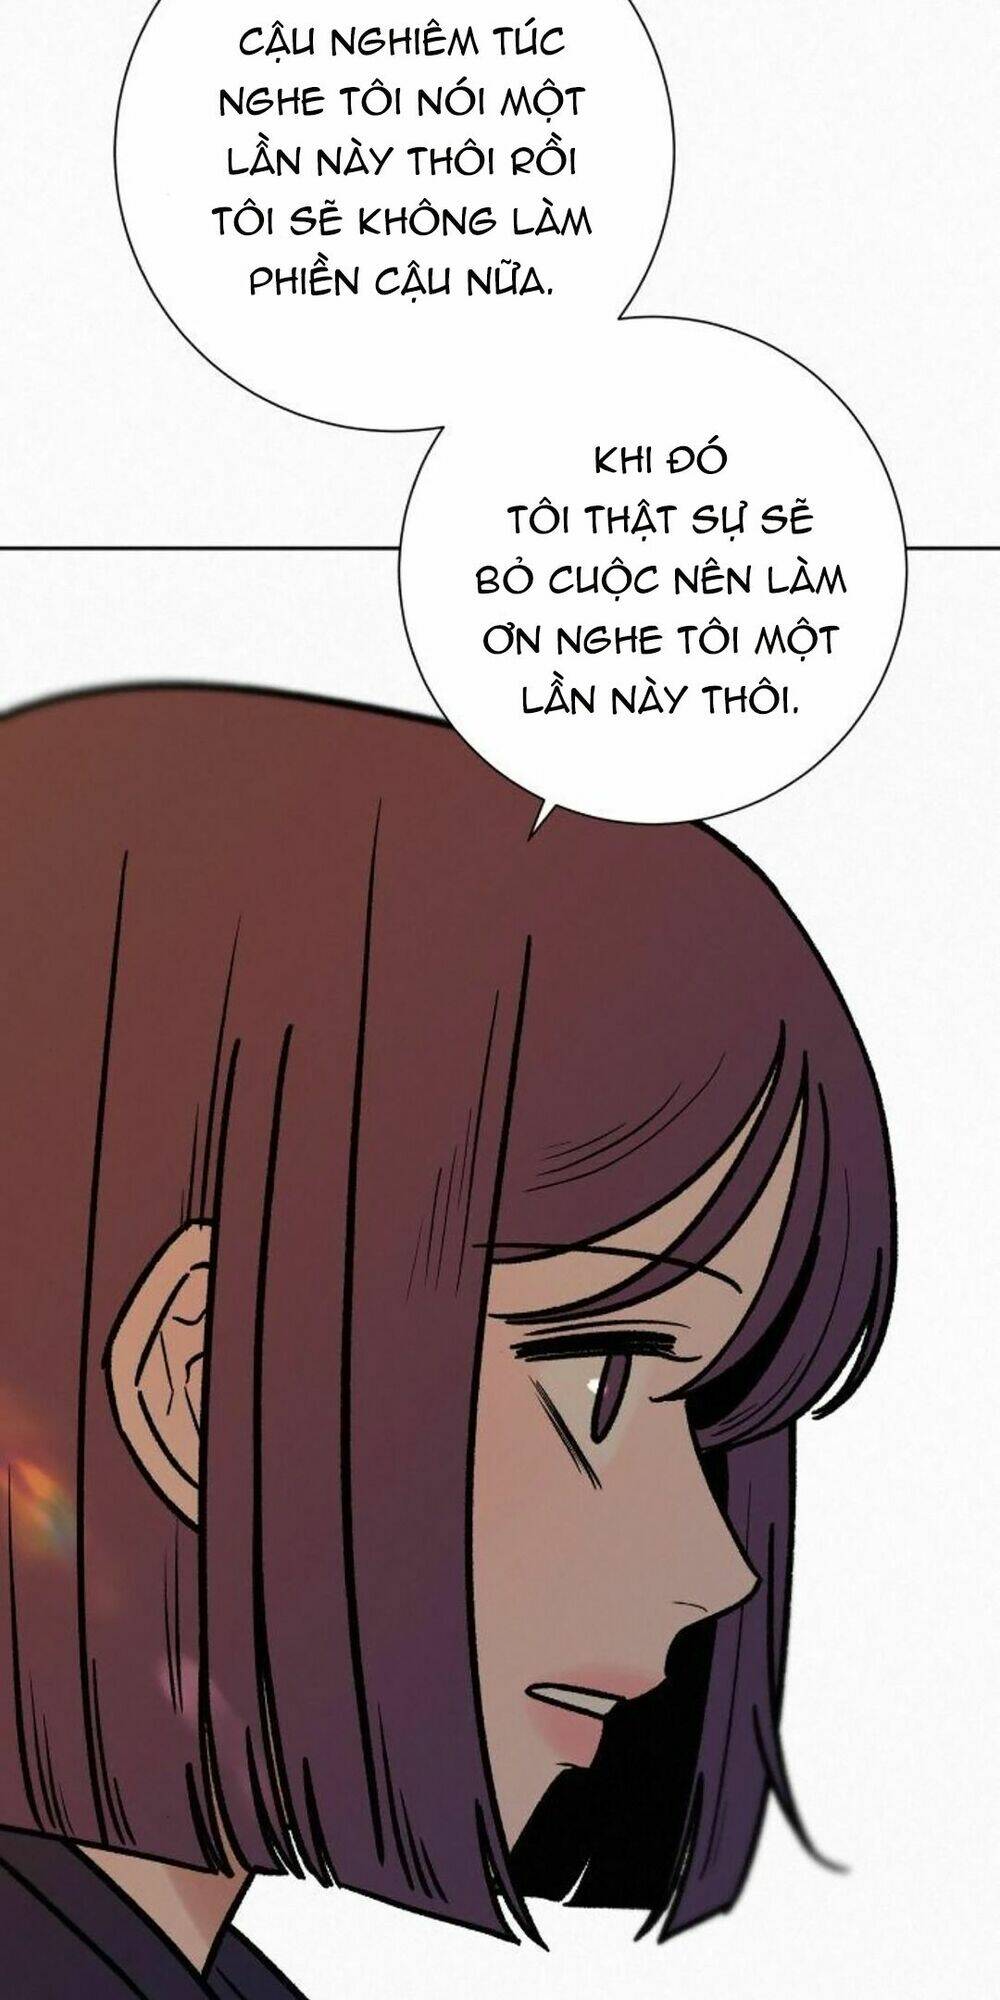 CẬU NGHIÊM TÚC
NGHE TÔI NÓI MỘT
LẦN NÀY THÔI RỒI
TÔI SẼ KHÔNG LÀM
PHIỀN CẬU NỮA.
KHI ĐÓ
TÔI THẬT SỰ SẼ
BỎ CUỘC NÊN LÀM
ƠN NGHE TÔI MỘT
LẦN NÀY THÔI.